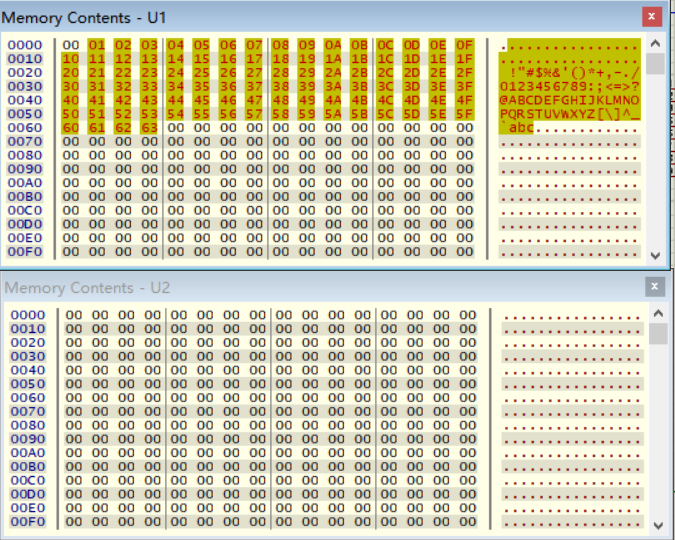 Memory Contents - U1
0000 00 01 02 03 04 05 06 07 08 09 0A 0B 0C 0D 0E 0F ................
0010 10 11 12 13 14 15 16 17 18 19 1A 1B 1C 1D 1E 1F ................
0020 20 21 22 23 24 25 26 27 28 29 2A 2B 2C 2D 2E 2F  !"#$%&'()*+,-./
0030 30 31 32 33 34 35 36 37 38 39 3A 3B 3C 3D 3E 3F 0123456789:;<=>?
0040 40 41 42 43 44 45 46 47 48 49 4A 4B 4C 4D 4E 4F @ABCDEFGHIJKLMNO
0050 50 51 52 53 54 55 56 57 58 59 5A 5B 5C 5D 5E 5F PQRSTUVWXYZ[\]^_
0060 60 61 62 63 00 00 00 00 00 00 00 00 00 00 00 00 `abc............
0070 00 00 00 00 00 00 00 00 00 00 00 00 00 00 00 00 ................
0080 00 00 00 00 00 00 00 00 00 00 00 00 00 00 00 00 ................
0090 00 00 00 00 00 00 00 00 00 00 00 00 00 00 00 00 ................
00A0 00 00 00 00 00 00 00 00 00 00 00 00 00 00 00 00 ................
00B0 00 00 00 00 00 00 00 00 00 00 00 00 00 00 00 00 ................
00C0 00 00 00 00 00 00 00 00 00 00 00 00 00 00 00 00 ................
00D0 00 00 00 00 00 00 00 00 00 00 00 00 00 00 00 00 ................
00E0 00 00 00 00 00 00 00 00 00 00 00 00 00 00 00 00 ................
00F0 00 00 00 00 00 00 00 00 00 00 00 00 00 00 00 00 ................
Memory Contents - U2
0000 00 00 00 00 00 00 00 00 00 00 00 00 00 00 00 00 ................
0010 00 00 00 00 00 00 00 00 00 00 00 00 00 00 00 00 ................
0020 00 00 00 00 00 00 00 00 00 00 00 00 00 00 00 00 ................
0030 00 00 00 00 00 00 00 00 00 00 00 00 00 00 00 00 ................
0040 00 00 00 00 00 00 00 00 00 00 00 00 00 00 00 00 ................
0050 00 00 00 00 00 00 00 00 00 00 00 00 00 00 00 00 ................
0060 00 00 00 00 00 00 00 00 00 00 00 00 00 00 00 00 ................
0070 00 00 00 00 00 00 00 00 00 00 00 00 00 00 00 00 ................
0080 00 00 00 00 00 00 00 00 00 00 00 00 00 00 00 00 ................
0090 00 00 00 00 00 00 00 00 00 00 00 00 00 00 00 00 ................
00A0 00 00 00 00 00 00 00 00 00 00 00 00 00 00 00 00 ................
00B0 00 00 00 00 00 00 00 00 00 00 00 00 00 00 00 00 ................
00C0 00 00 00 00 00 00 00 00 00 00 00 00 00 00 00 00 ................
00D0 00 00 00 00 00 00 00 00 00 00 00 00 00 00 00 00 ................
00E0 00 00 00 00 00 00 00 00 00 00 00 00 00 00 00 00 ................
00F0 00 00 00 00 00 00 00 00 00 00 00 00 00 00 00 00 ................